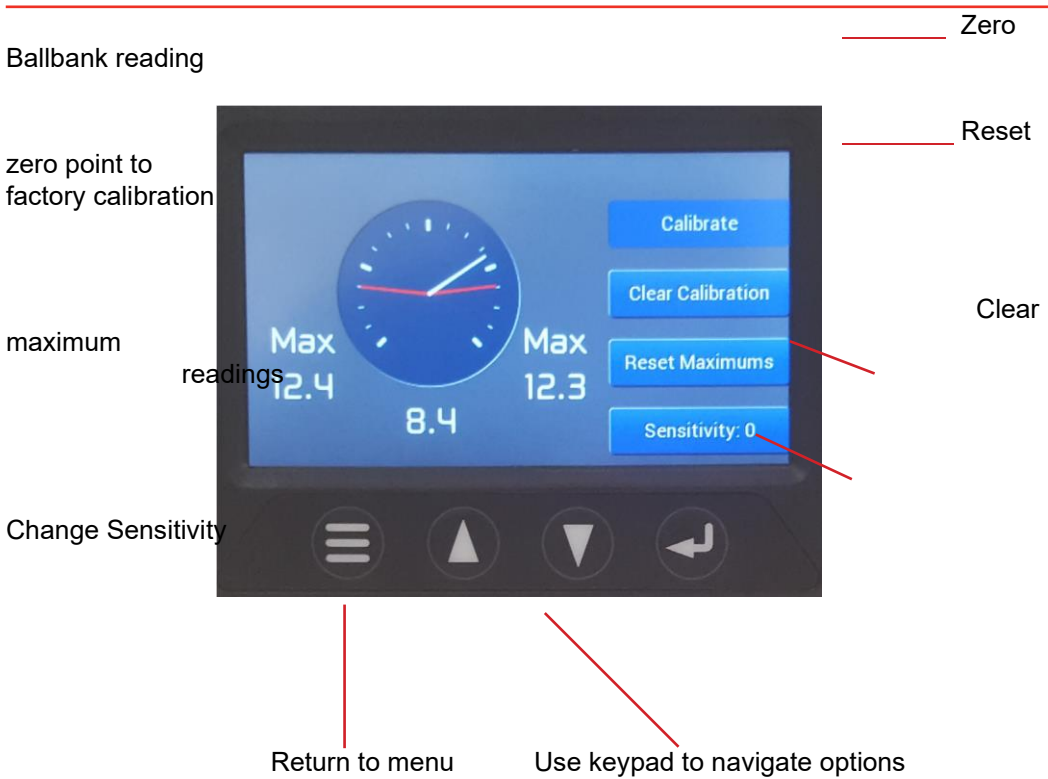 Zero
Ballbank reading
Reset
zero point to
factory calibration
Calibrate
Clear Calibration
Clear
maximum
readings
Max
12.4
Max
12.3
8.4
Reset Maximums
Sensitivity: 0
Change Sensitivity
Return to menu
Use keypad to navigate options